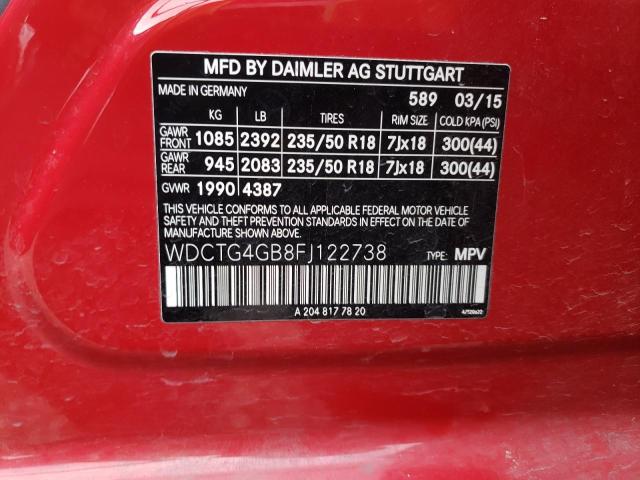 MFD BY DAIMLER AG STUTTGART
MADE IN GERMANY 589 03/15
KG LB TIRES RIM SIZE COLD KPA (PSI)
GAWR FRONT 1085 2392 235/50 R18 7Jx18 300(44)
GAWR REAR 945 2083 235/50 R18 7Jx18 300(44)
GVWR 1990 4387
THIS VEHICLE CONFORMS TO ALL APPLICABLE FEDERAL MOTOR VEHICLE
SAFETY STANDARDS IN EFFECT ON THE DATE OF
MANUFACTURE SHOWN ABOVE.
WDCTG4GB8FJ122738 TYPE: MPV
A 204 817 78 20